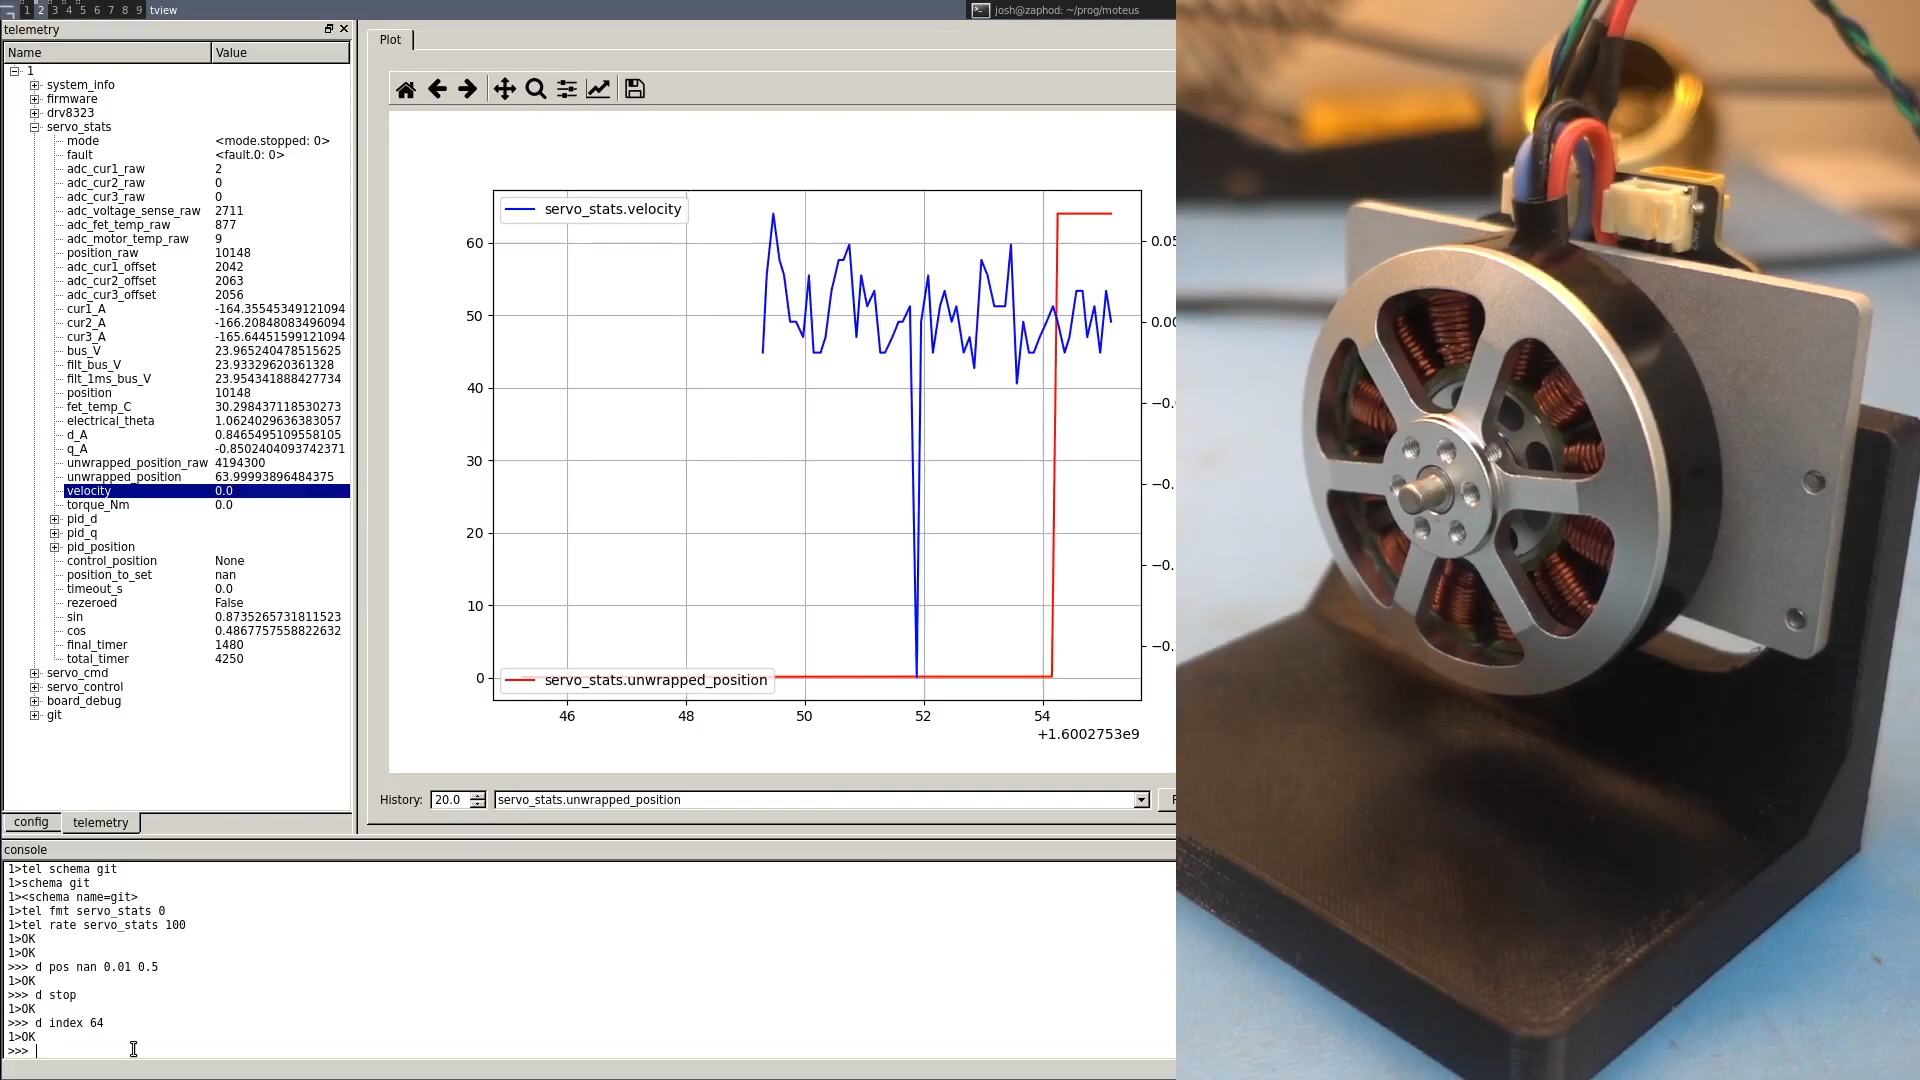 1 2 3 4 5 6 7 8 9 tview
josh@zaphod: ~/prog/moteus
telemetry
Name Value
1
system_info
firmware
drv8323
servo_stats
mode <mode.stopped: 0>
fault <fault.0: 0>
adc_cur1_raw 2
adc_cur2_raw 0
adc_cur3_raw 0
adc_voltage_sense_raw 2711
adc_fet_temp_raw 877
adc_motor_temp_raw 9
position_raw 10148
adc_cur1_offset 2042
adc_cur2_offset 2063
adc_cur3_offset 2056
cur1_A -164.35545349121094
cur2_A -166.20848083496094
cur3_A -165.64451599121094
bus_V 23.965240478515625
filt_bus_V 23.93329620361328
filt_1ms_bus_V 23.954341888427734
position 10148
fet_temp_C 30.298437118530273
electrical_theta 1.0624029636383057
d_A 0.8465495109558105
q_A -0.8502404093742371
unwrapped_position_raw 4194300
unwrapped_position 63.99993896484375
velocity 0.0
torque_Nm 0.0
pid_d
pid_q
pid_position
control_position None
position_to_set nan
timeout_s 0.0
rezeroed False
sin 0.8735265731811523
cos 0.4867757558822632
final_timer 1480
total_timer 4250
servo_cmd
servo_control
board_debug
git
config telemetry
Plot
servo_stats.velocity
60
50
40
30
20
10
0
0.05
0.00
−0.
−0.
−0.
−0.
servo_stats.unwrapped_position
46 48 50 52 54
+1.6002753e9
History: 20.0 servo_stats.unwrapped_position
console
1>tel schema git
1>schema git
1><schema name=git>
1>tel fmt servo_stats 0
1>tel rate servo_stats 100
1>OK
1>OK
>>> d pos nan 0.01 0.5
1>OK
>>> d stop
1>OK
>>> d index 64
1>OK
>>>